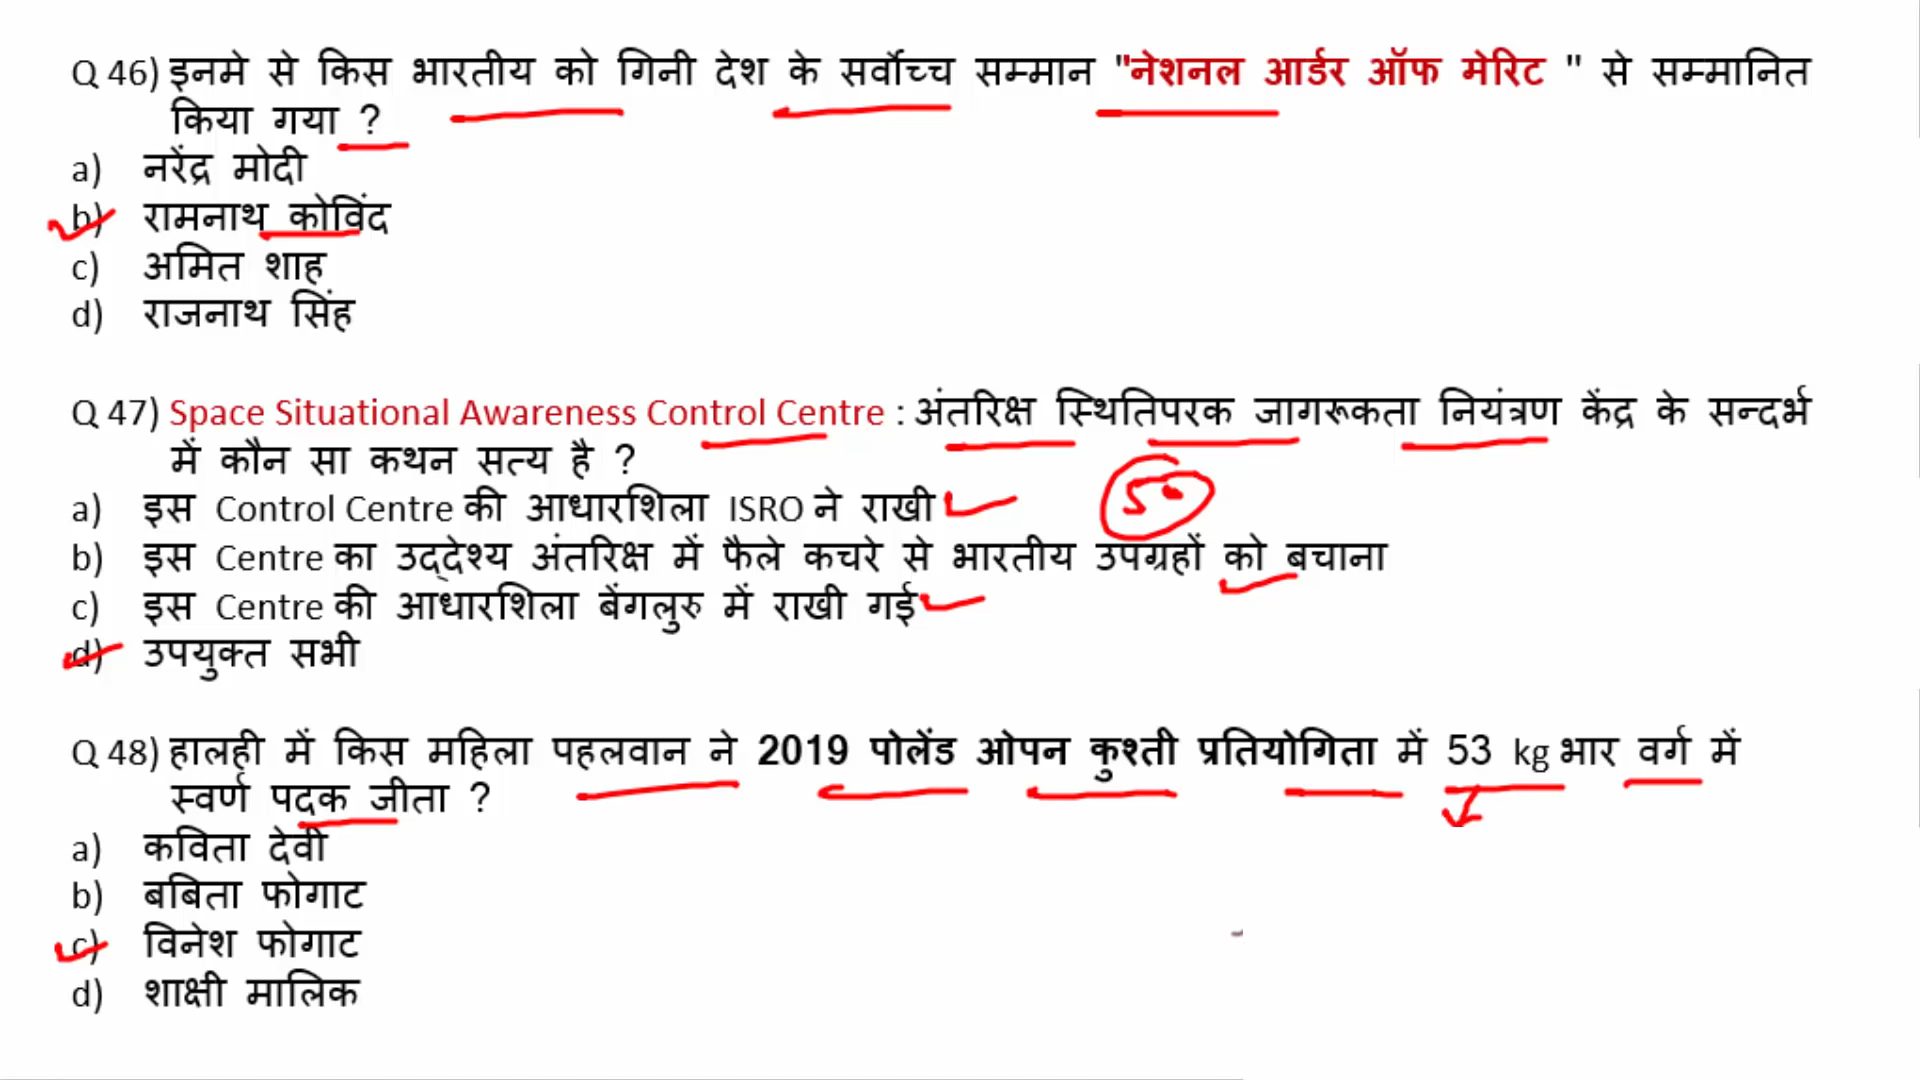 Q 46) इनमे से किस भारतीय को गिनी देश के सर्वोच्च सम्मान "नेशनल आर्डर ऑफ मेरिट " से सम्मानित
किया गया ?
a) नरेंद्र मोदी
b) रामनाथ कोविंद
c) अमित शाह
d) राजनाथ सिंह
Q 47) Space Situational Awareness Control Centre : अंतरिक्ष स्थितिपरक जागरूकता नियंत्रण केंद्र के सन्दर्भ
में कौन सा कथन सत्य है ?
50
a) इस Control Centre की आधारशिला ISRO ने राखी
b) इस Centre का उद्देश्य अंतरिक्ष में फैले कचरे से भारतीय उपग्रहों को बचाना
c) इस Centre की आधारशिला बेंगलुरु में राखी गई
d) उपयुक्त सभी
Q 48) हालही में किस महिला पहलवान ने 2019 पोलेंड ओपन कुश्ती प्रतियोगिता में 53 kg भार वर्ग में
स्वर्ण पदक जीता ?
a) कविता देवी
b) बबिता फोगाट
c) विनेश फोगाट
d) शाक्षी मालिक